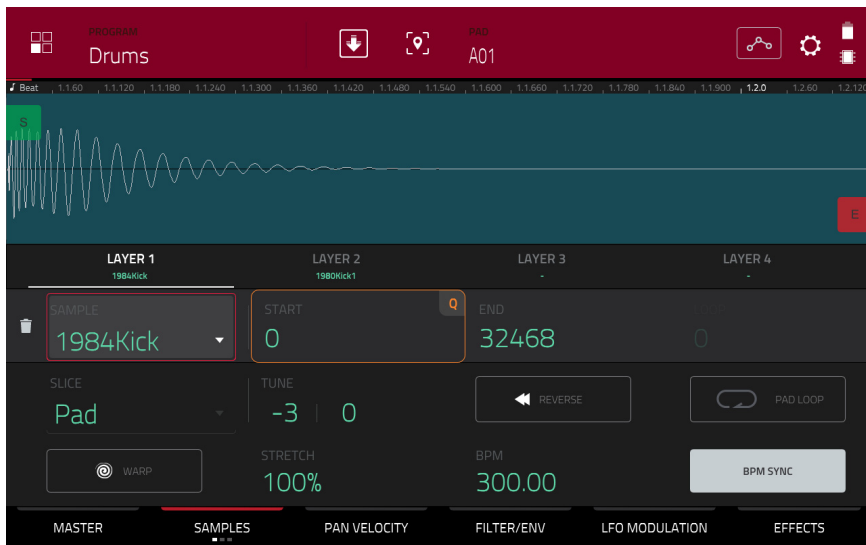 PROGRAM
Drums
PAD
A01
Beat 1.1.60 1.1.120 1.1.180 1.1.240 1.1.300 1.1.360 1.1.420 1.1.480 1.1.540 1.1.600 1.1.660 1.1.720 1.1.780 1.1.840 1.1.900 1.2.0 1.2.60 1.2.120
S
E
LAYER 1 LAYER 2 LAYER 3 LAYER 4
1984Kick 1980Kick1 - -
SAMPLE START Q END
1984Kick 0 32468 0
SLICE TUNE
Pad -3 0 REVERSE PAD LOOP
STRETCH BPM
WARP 100% 300.00 BPM SYNC
MASTER SAMPLES PAN VELOCITY FILTER/ENV LFO MODULATION EFFECTS